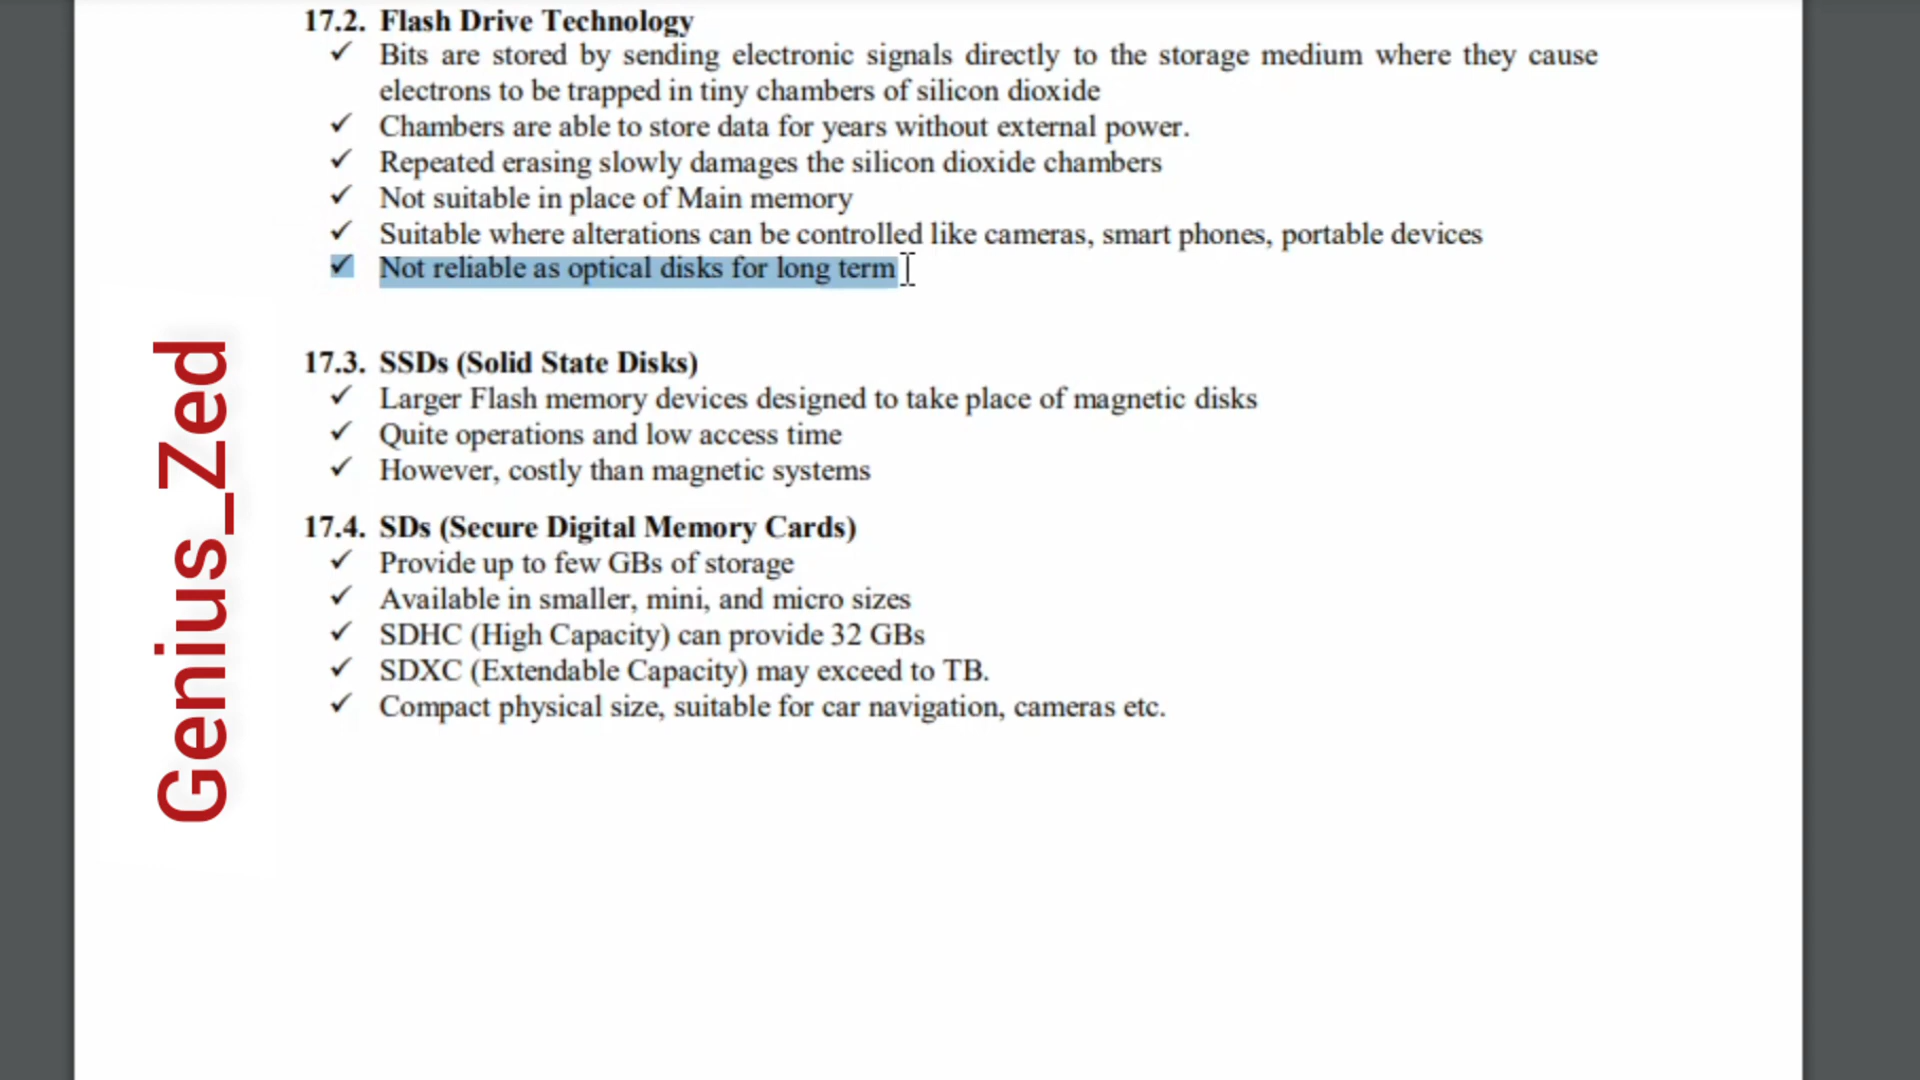 17.2. Flash Drive Technology
✓ Bits are stored by sending electronic signals directly to the storage medium where they cause
electrons to be trapped in tiny chambers of silicon dioxide
✓ Chambers are able to store data for years without external power.
✓ Repeated erasing slowly damages the silicon dioxide chambers
✓ Not suitable in place of Main memory
✓ Suitable where alterations can be controlled like cameras, smart phones, portable devices
✓ Not reliable as optical disks for long term
17.3. SSDs (Solid State Disks)
✓ Larger Flash memory devices designed to take place of magnetic disks
✓ Quite operations and low access time
✓ However, costly than magnetic systems
17.4. SDs (Secure Digital Memory Cards)
✓ Provide up to few GBs of storage
✓ Available in smaller, mini, and micro sizes
✓ SDHC (High Capacity) can provide 32 GBs
✓ SDXC (Extendable Capacity) may exceed to TB.
✓ Compact physical size, suitable for car navigation, cameras etc.
Genius_Zed